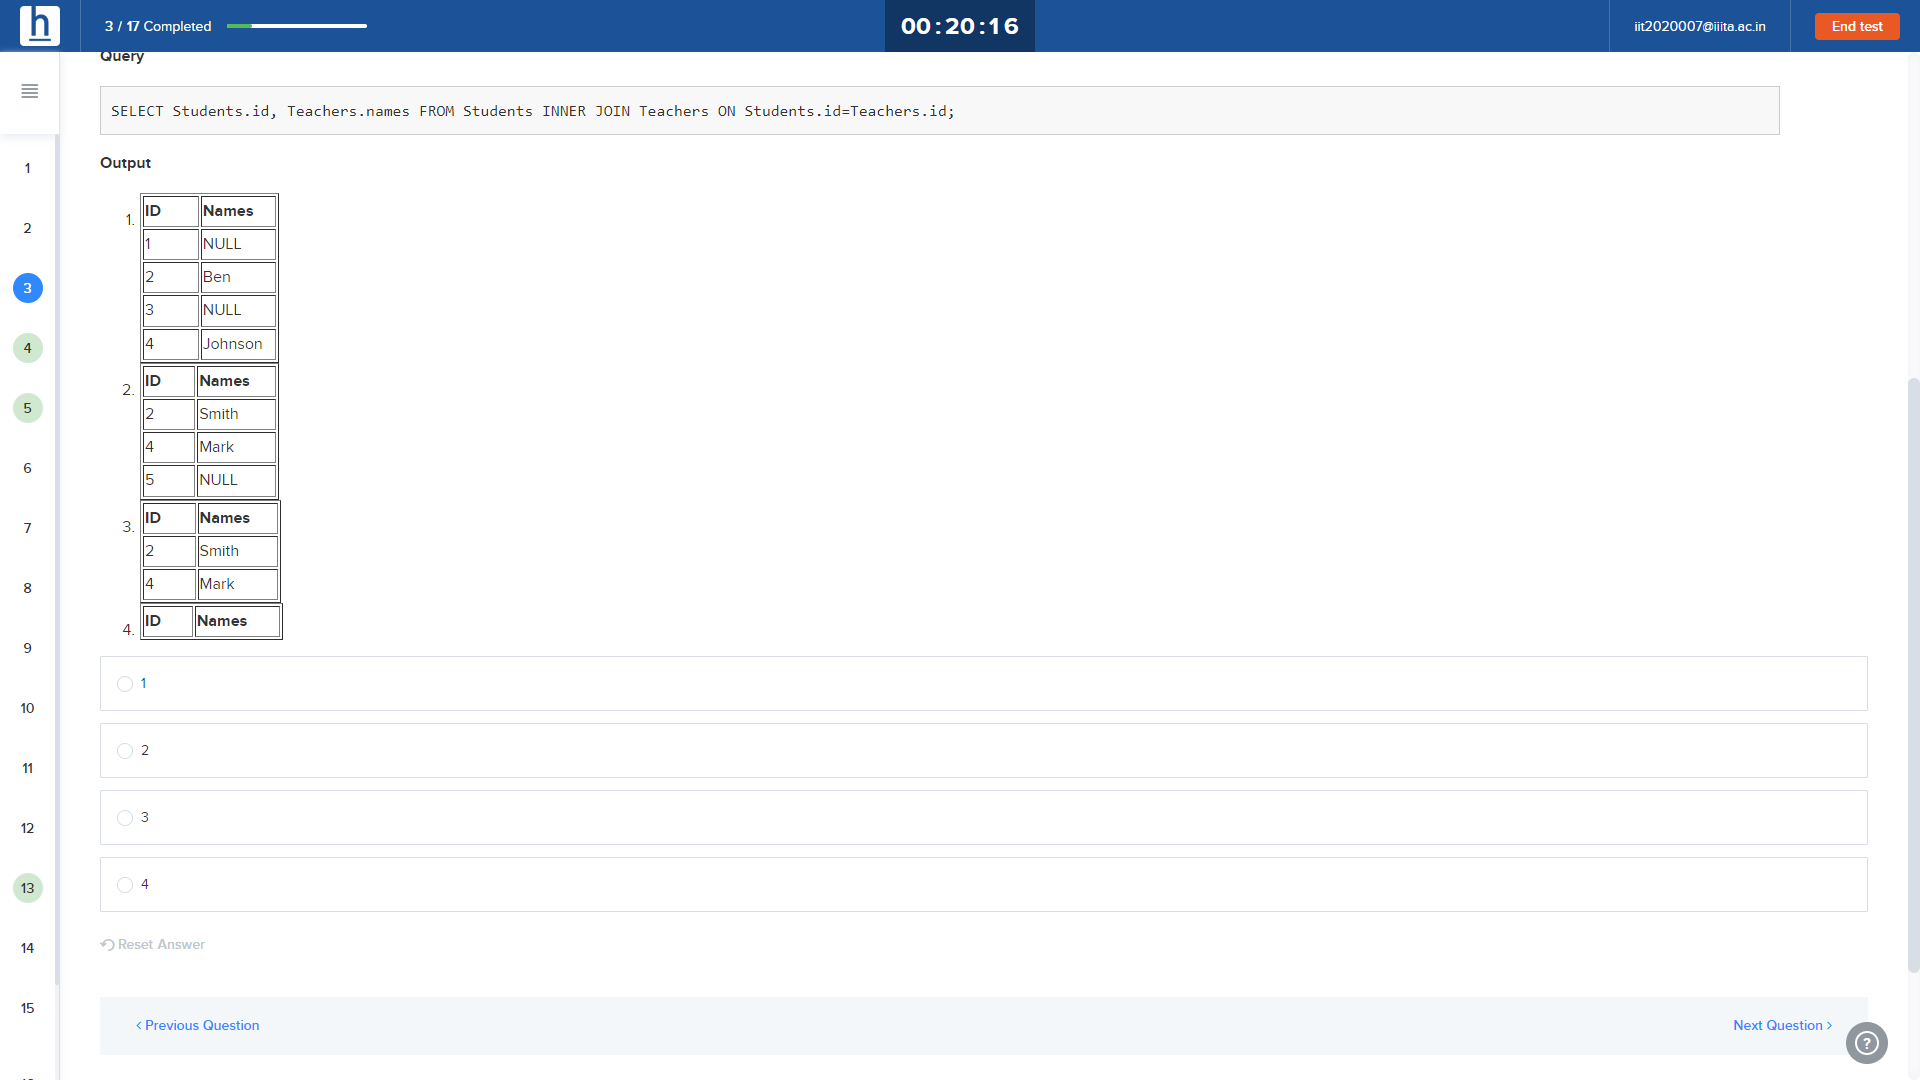 h
3 / 17 Completed
00:20:16
iit2020007@iiita.ac.in
End test
Query
SELECT Students.id, Teachers.names FROM Students INNER JOIN Teachers ON Students.id=Teachers.id;
Output
1.
ID Names
1 NULL
2 Ben
3 NULL
4 Johnson
2.
ID Names
2 Smith
4 Mark
5 NULL
3.
ID Names
2 Smith
4 Mark
4.
ID Names
1
2
3
4
Reset Answer
< Previous Question
Next Question >
?
1
2
3
4
5
6
7
8
9
10
11
12
13
14
15